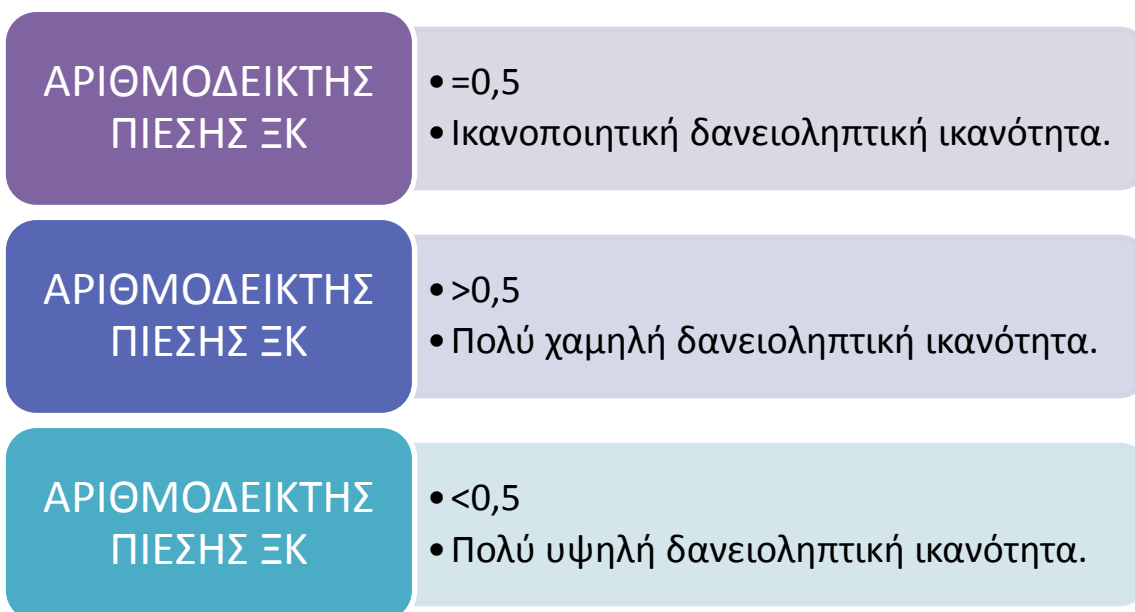 ΑΡΙΘΜΟΔΕΙΚΤΗΣ
ΠΙΕΣΗΣ ΞΚ
•=0,5
•Ικανοποιητική δανειοληπτική ικανότητα.
ΑΡΙΘΜΟΔΕΙΚΤΗΣ
ΠΙΕΣΗΣ ΞΚ
•>0,5
•Πολύ χαμηλή δανειοληπτική ικανότητα.
ΑΡΙΘΜΟΔΕΙΚΤΗΣ
ΠΙΕΣΗΣ ΞΚ
•<0,5
•Πολύ υψηλή δανειοληπτική ικανότητα.